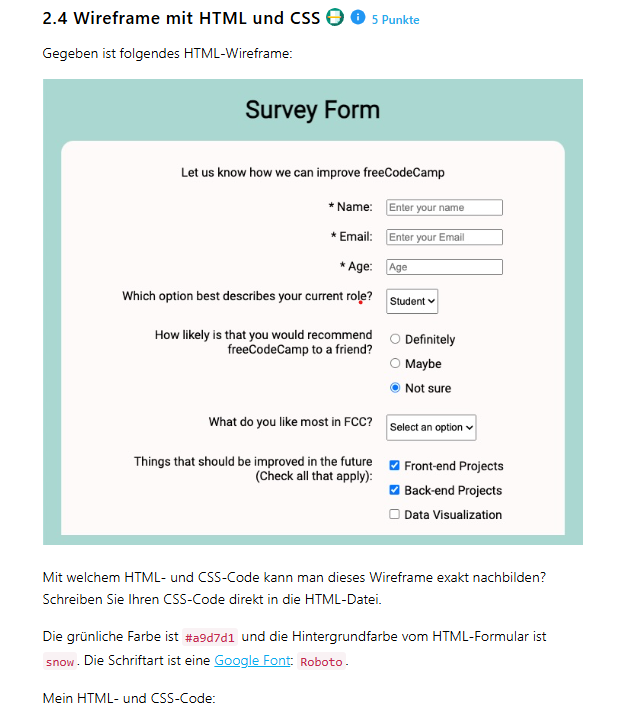 2.4 Wireframe mit HTML und CSS 5 Punkte
Gegeben ist folgendes HTML-Wireframe:
Survey Form
Let us know how we can improve freeCodeCamp
* Name: Enter your name
* Email: Enter your Email
* Age: Age
Which option best describes your current role? Student
How likely is that you would recommend
freeCodeCamp to a friend?
Definitely
Maybe
Not sure
What do you like most in FCC? Select an option
Things that should be improved in the future
(Check all that apply):
Front-end Projects
Back-end Projects
Data Visualization
Mit welchem HTML- und CSS-Code kann man dieses Wireframe exakt nachbilden?
Schreiben Sie Ihren CSS-Code direkt in die HTML-Datei.
Die grünliche Farbe ist #a9d7d1 und die Hintergrundfarbe vom HTML-Formular ist
snow. Die Schriftart ist eine Google Font: Roboto.
Mein HTML- und CSS-Code: